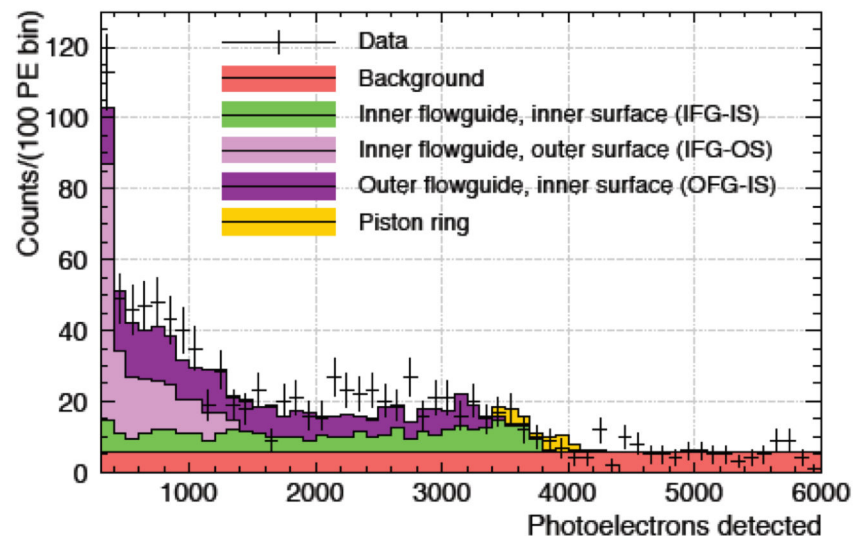 Counts/(100 PE bin)
120
100
80
60
40
20
0
Data
Background
Inner flowguide, inner surface (IFG-IS)
Inner flowguide, outer surface (IFG-OS)
Outer flowguide, inner surface (OFG-IS)
Piston ring
1000 2000 3000 4000 5000 6000
Photoelectrons detected